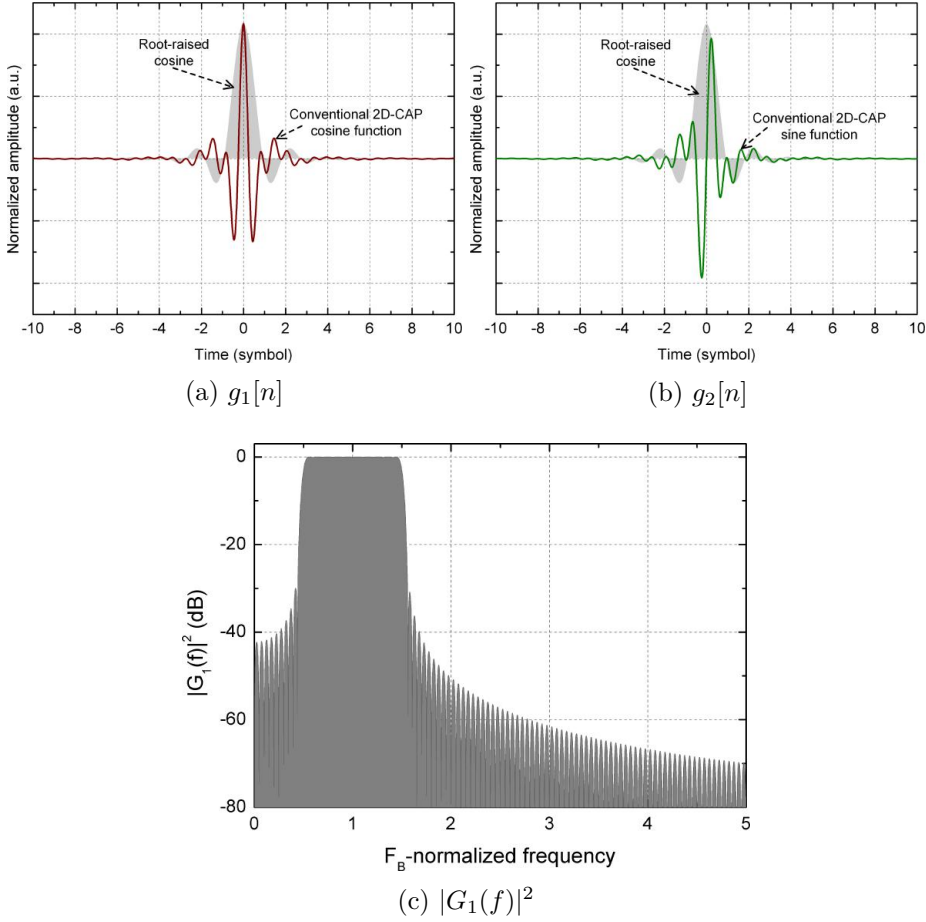 Normalized amplitude (a.u.)
Root-raised
cosine
Conventional 2D-CAP
cosine function
-10 -8 -6 -4 -2 0 2 4 6 8 10
Time (symbol)
(a) g₁[n]
Normalized amplitude (a.u.)
Root-raised
cosine
Conventional 2D-CAP
sine function
-10 -8 -6 -4 -2 0 2 4 6 8 10
Time (symbol)
(b) g₂[n]
|G₁(f)|² (dB)
0
-20
-40
-60
-80
0 1 2 3 4 5
F_B-normalized frequency
(c) |G₁(f)|²